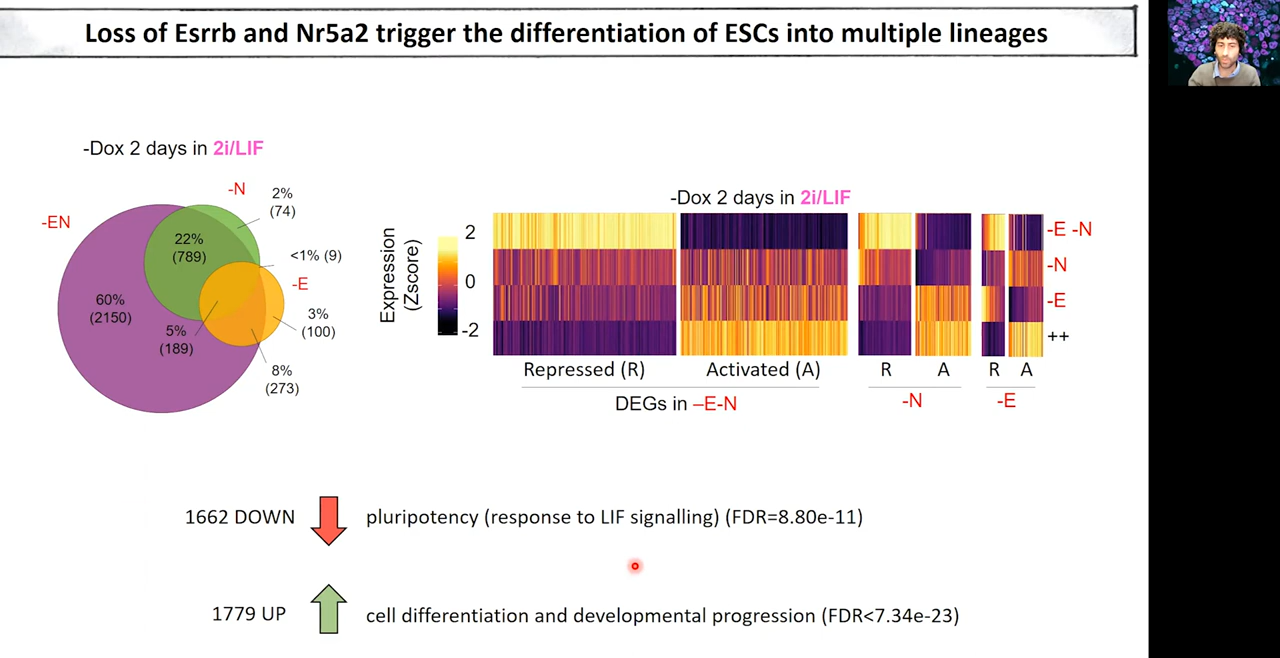 Loss of Esrrb and Nr5a2 trigger the differentiation of ESCs into multiple lineages
-Dox 2 days in 2i/LIF
-EN
-N
2%
(74)
22%
(789)
<1% (9)
-E
60%
(2150)
5%
(189)
3%
(100)
8%
(273)
-Dox 2 days in 2i/LIF
Expression
(Zscore)
2
0
-2
-E -N
-N
-E
++
Repressed (R)
Activated (A)
R
A
R
A
DEGs in –E-N
-N
-E
1662 DOWN
pluripotency (response to LIF signalling) (FDR=8.80e-11)
1779 UP
cell differentiation and developmental progression (FDR<7.34e-23)